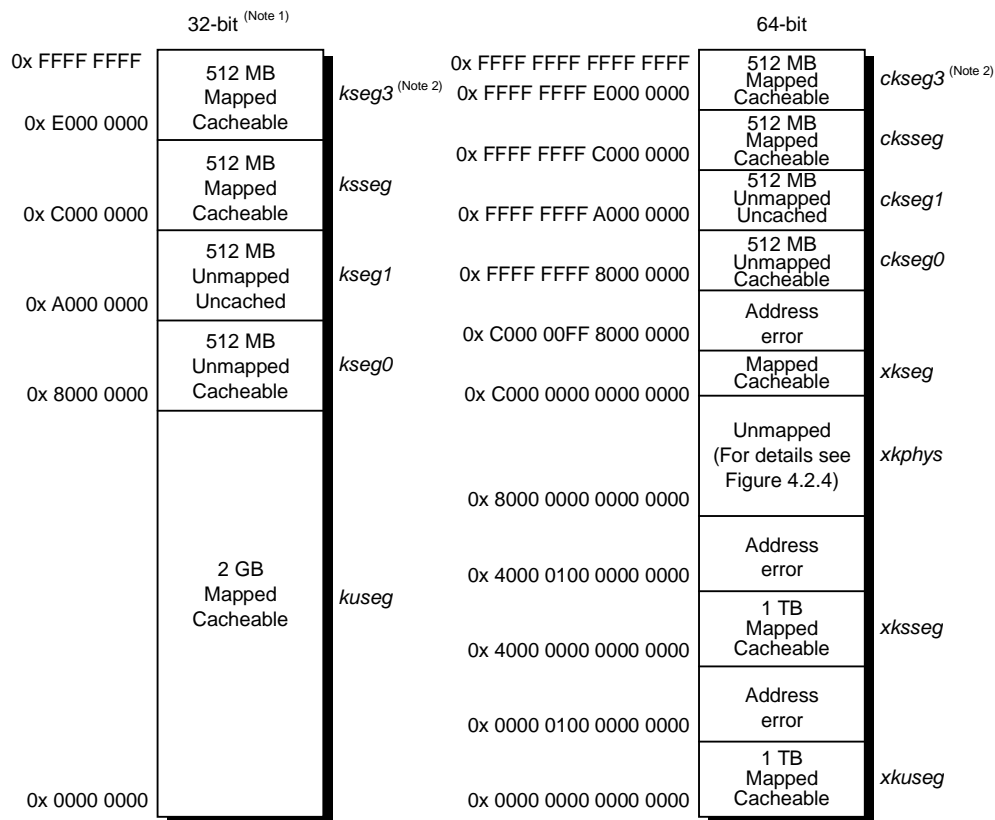 32-bit (Note 1)
0x FFFF FFFF
512 MB
Mapped
Cacheable
kseg3 (Note 2)
0x E000 0000
512 MB
Mapped
Cacheable
ksseg
0x C000 0000
512 MB
Unmapped
Uncached
kseg1
0x A000 0000
512 MB
Unmapped
Cacheable
kseg0
0x 8000 0000
2 GB
Mapped
Cacheable
kuseg
0x 0000 0000
64-bit
0x FFFF FFFF FFFF FFFF
512 MB
Mapped
Cacheable
ckseg3 (Note 2)
0x FFFF FFFF E000 0000
512 MB
Mapped
Cacheable
cksseg
0x FFFF FFFF C000 0000
512 MB
Unmapped
Uncached
ckseg1
0x FFFF FFFF A000 0000
512 MB
Unmapped
Cacheable
ckseg0
0x FFFF FFFF 8000 0000
Address
error
0x C000 00FF 8000 0000
Mapped
Cacheable
xkseg
0x C000 0000 0000 0000
Unmapped
(For details see
Figure 4.2.4)
xkphys
0x 8000 0000 0000 0000
Address
error
0x 4000 0100 0000 0000
1 TB
Mapped
Cacheable
xksseg
0x 4000 0000 0000 0000
Address
error
0x 0000 0100 0000 0000
1 TB
Mapped
Cacheable
xkuseg
0x 0000 0000 0000 0000